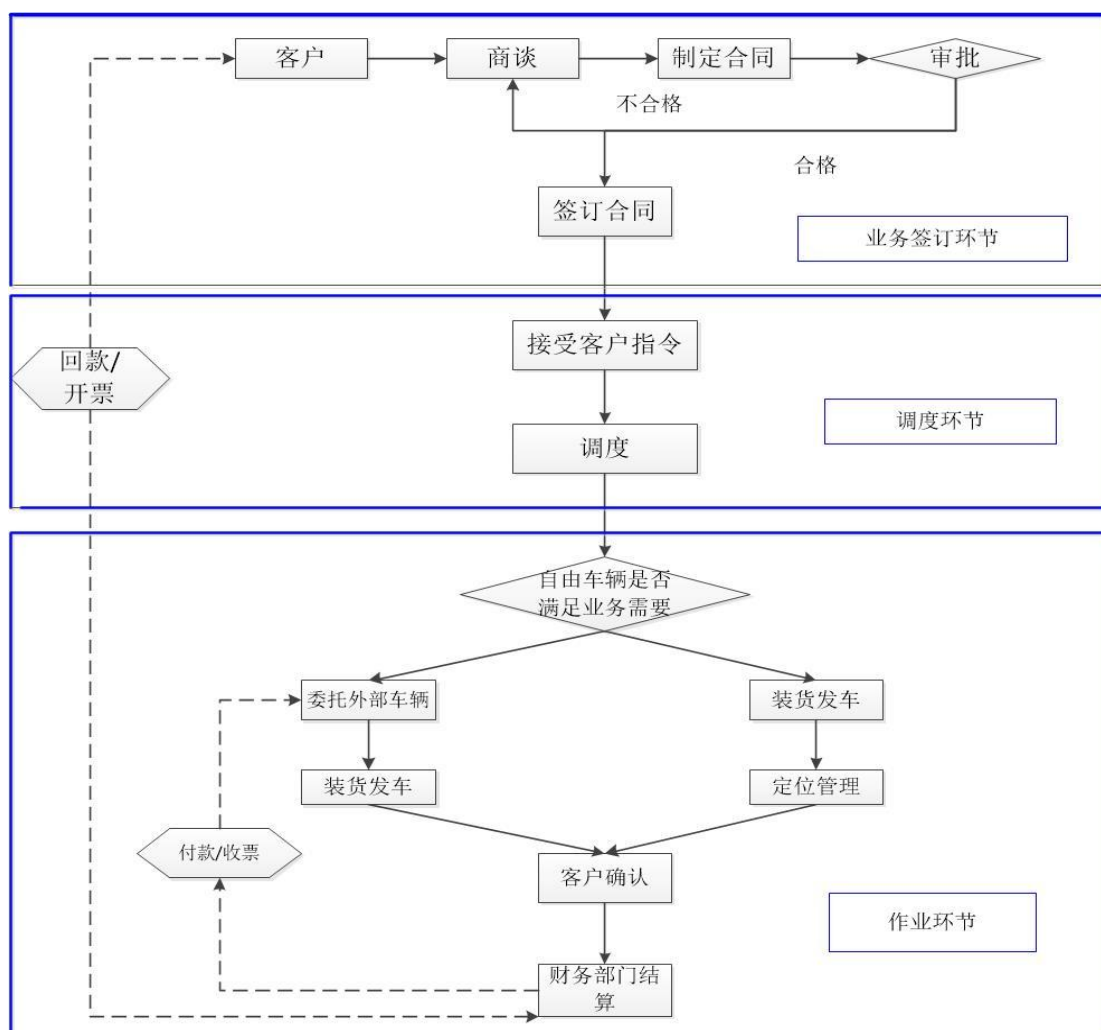 客户
商谈
制定合同
审批
不合格
合格
签订合同
业务签订环节
接受客户指令
回款/
开票
调度环节
调度
自由车辆是否
满足业务需要
委托外部车辆
装货发车
装货发车
定位管理
付款/收票
客户确认
作业环节
财务部门结
算